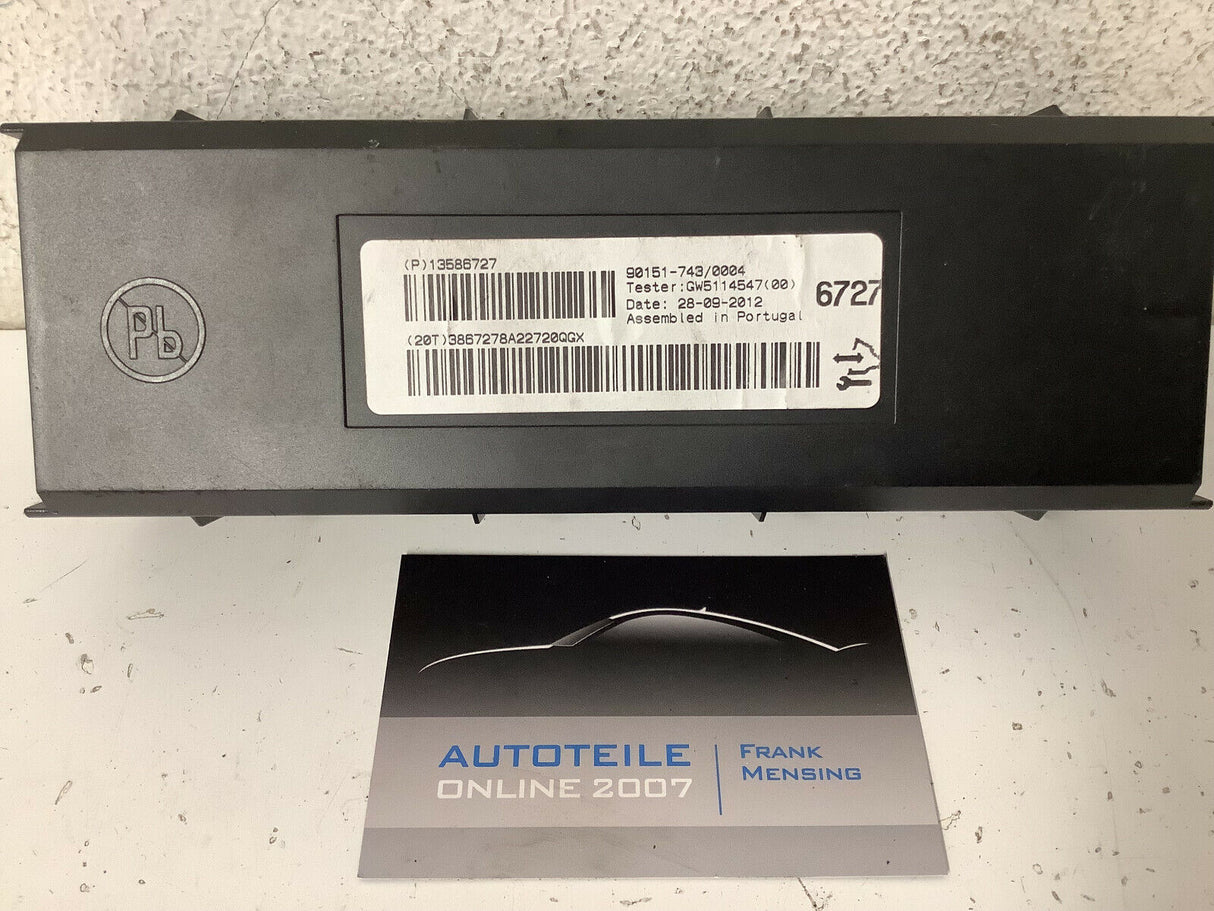 Pb
(P)13586727
90151-743/0004
Tester:GW5114547(00)
Date: 28-09-2012
Assembled in Portugal
6727
(20T)3867278A22720QGX
AUTOTEILE
ONLINE 2007
FRANK
MENSING